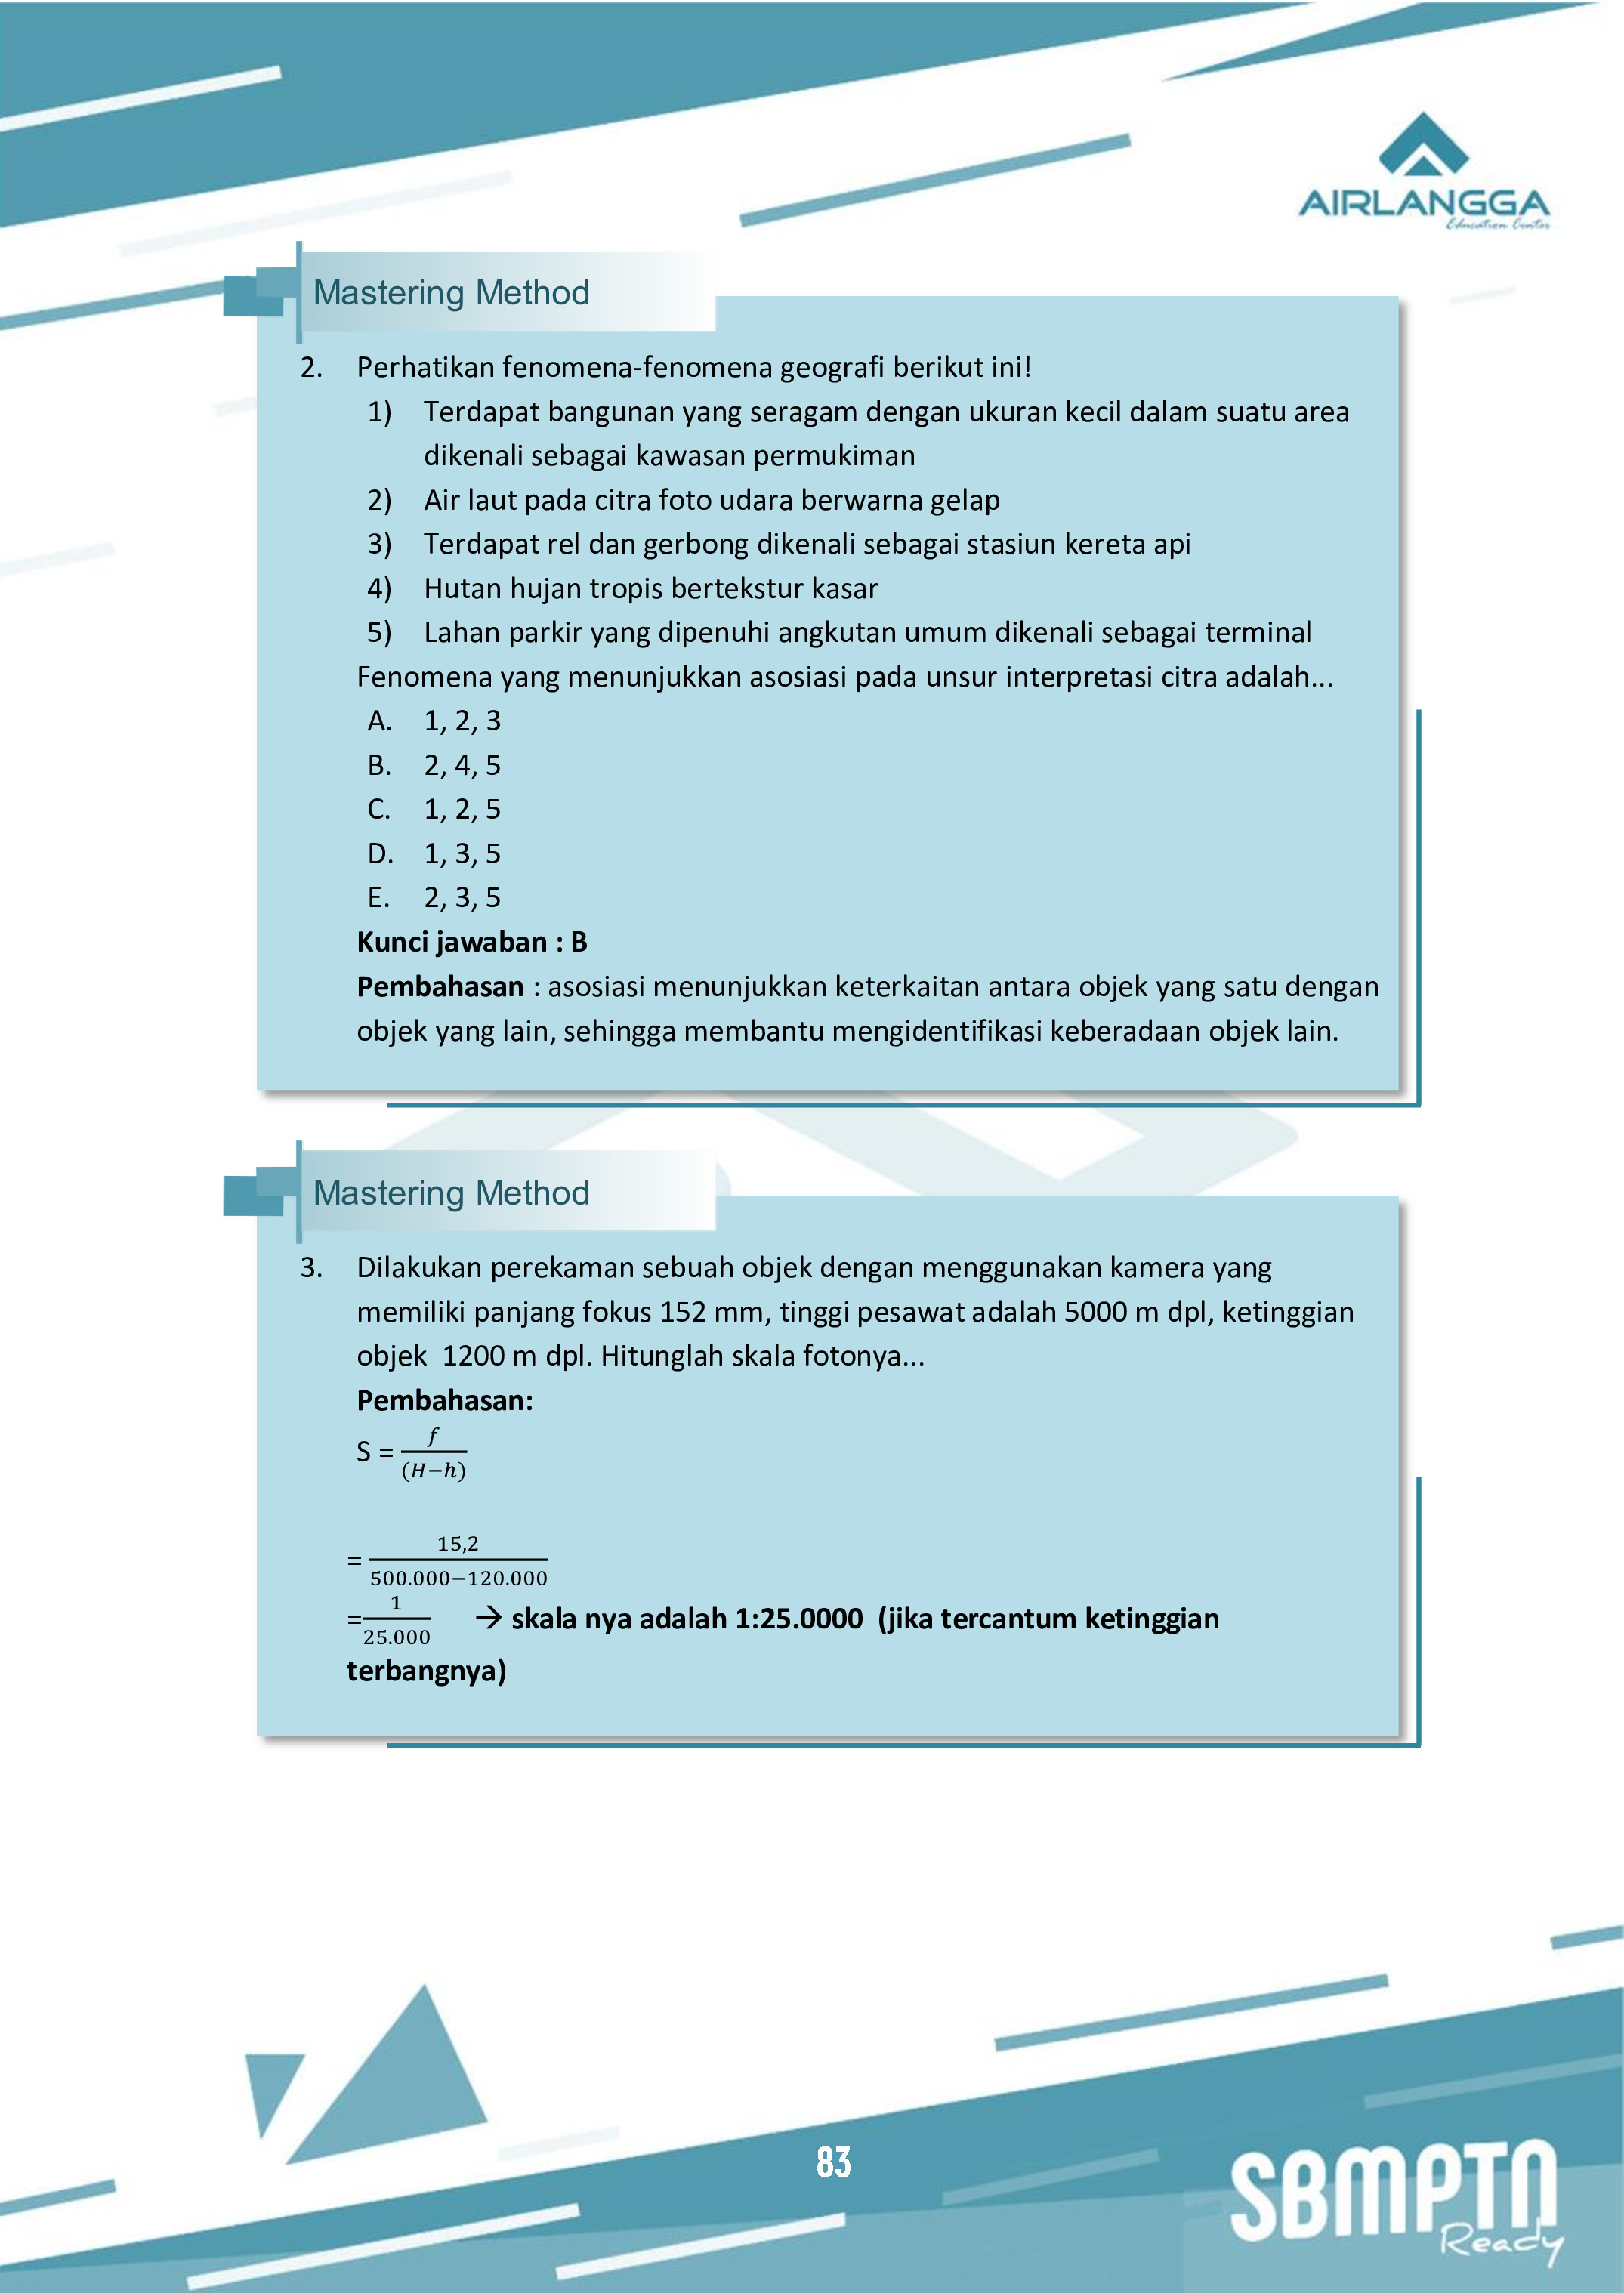 AIRLANGGA
Education Center
Mastering Method
2. Perhatikan fenomena-fenomena geografi berikut ini!
1) Terdapat bangunan yang seragam dengan ukuran kecil dalam suatu area
dikenali sebagai kawasan permukiman
2) Air laut pada citra foto udara berwarna gelap
3) Terdapat rel dan gerbong dikenali sebagai stasiun kereta api
4) Hutan hujan tropis bertekstur kasar
5) Lahan parkir yang dipenuhi angkutan umum dikenali sebagai terminal
Fenomena yang menunjukkan asosiasi pada unsur interpretasi citra adalah...
A. 1, 2, 3
B. 2, 4, 5
C. 1, 2, 5
D. 1, 3, 5
E. 2, 3, 5
Kunci jawaban : B
Pembahasan : asosiasi menunjukkan keterkaitan antara objek yang satu dengan
objek yang lain, sehingga membantu mengidentifikasi keberadaan objek lain.
Mastering Method
3. Dilakukan perekaman sebuah objek dengan menggunakan kamera yang
memiliki panjang fokus 152 mm, tinggi pesawat adalah 5000 m dpl, ketinggian
objek 1200 m dpl. Hitunglah skala fotonya...
Pembahasan:
S = f/(H−h)
= 15,2/500.000−120.000
= 1/25.000 → skala nya adalah 1:25.0000 (jika tercantum ketinggian
terbangnya)
83
SBMPTN
Ready